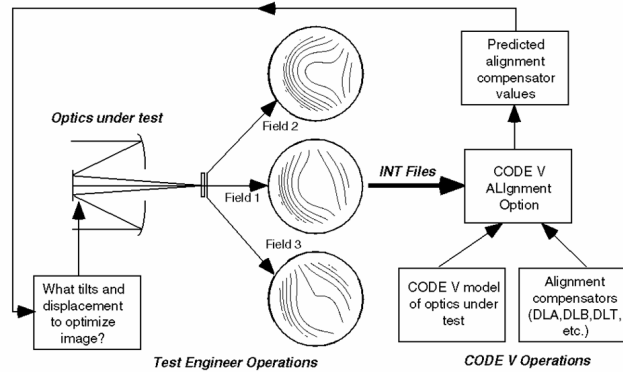 Predicted
alignment
compensator
values
Optics under test
Field 2
Field 1
Field 3
INT Files
CODE V
ALIgnment
Option
What tilts and
displacement
to optimize
image?
CODE V model
of optics under
test
Alignment
compensators
(DLA,DLB,DLT,
etc.)
Test Engineer Operations
CODE V Operations